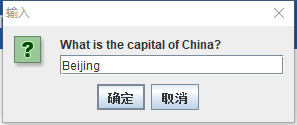 输入
?
What is the capital of China?
Beijing
确定 取消